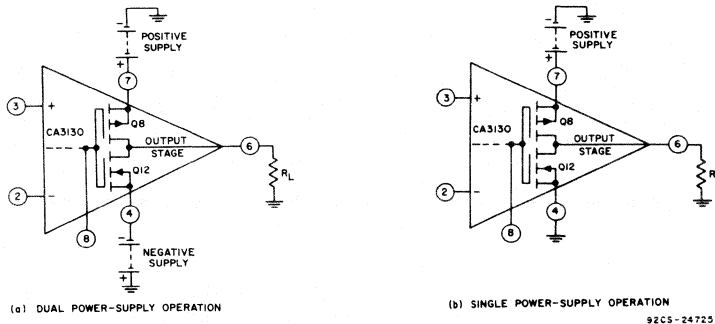 −
POSITIVE
SUPPLY
+
7
3
+
CA3130
Q8
OUTPUT
STAGE
6
RL
Q12
2
−
4
8
−
NEGATIVE
SUPPLY
+
(a) DUAL POWER-SUPPLY OPERATION
−
POSITIVE
SUPPLY
+
7
3
+
CA3130
Q8
OUTPUT
STAGE
6
R
Q12
2
−
4
8
(b) SINGLE POWER-SUPPLY OPERATION
92CS-24725